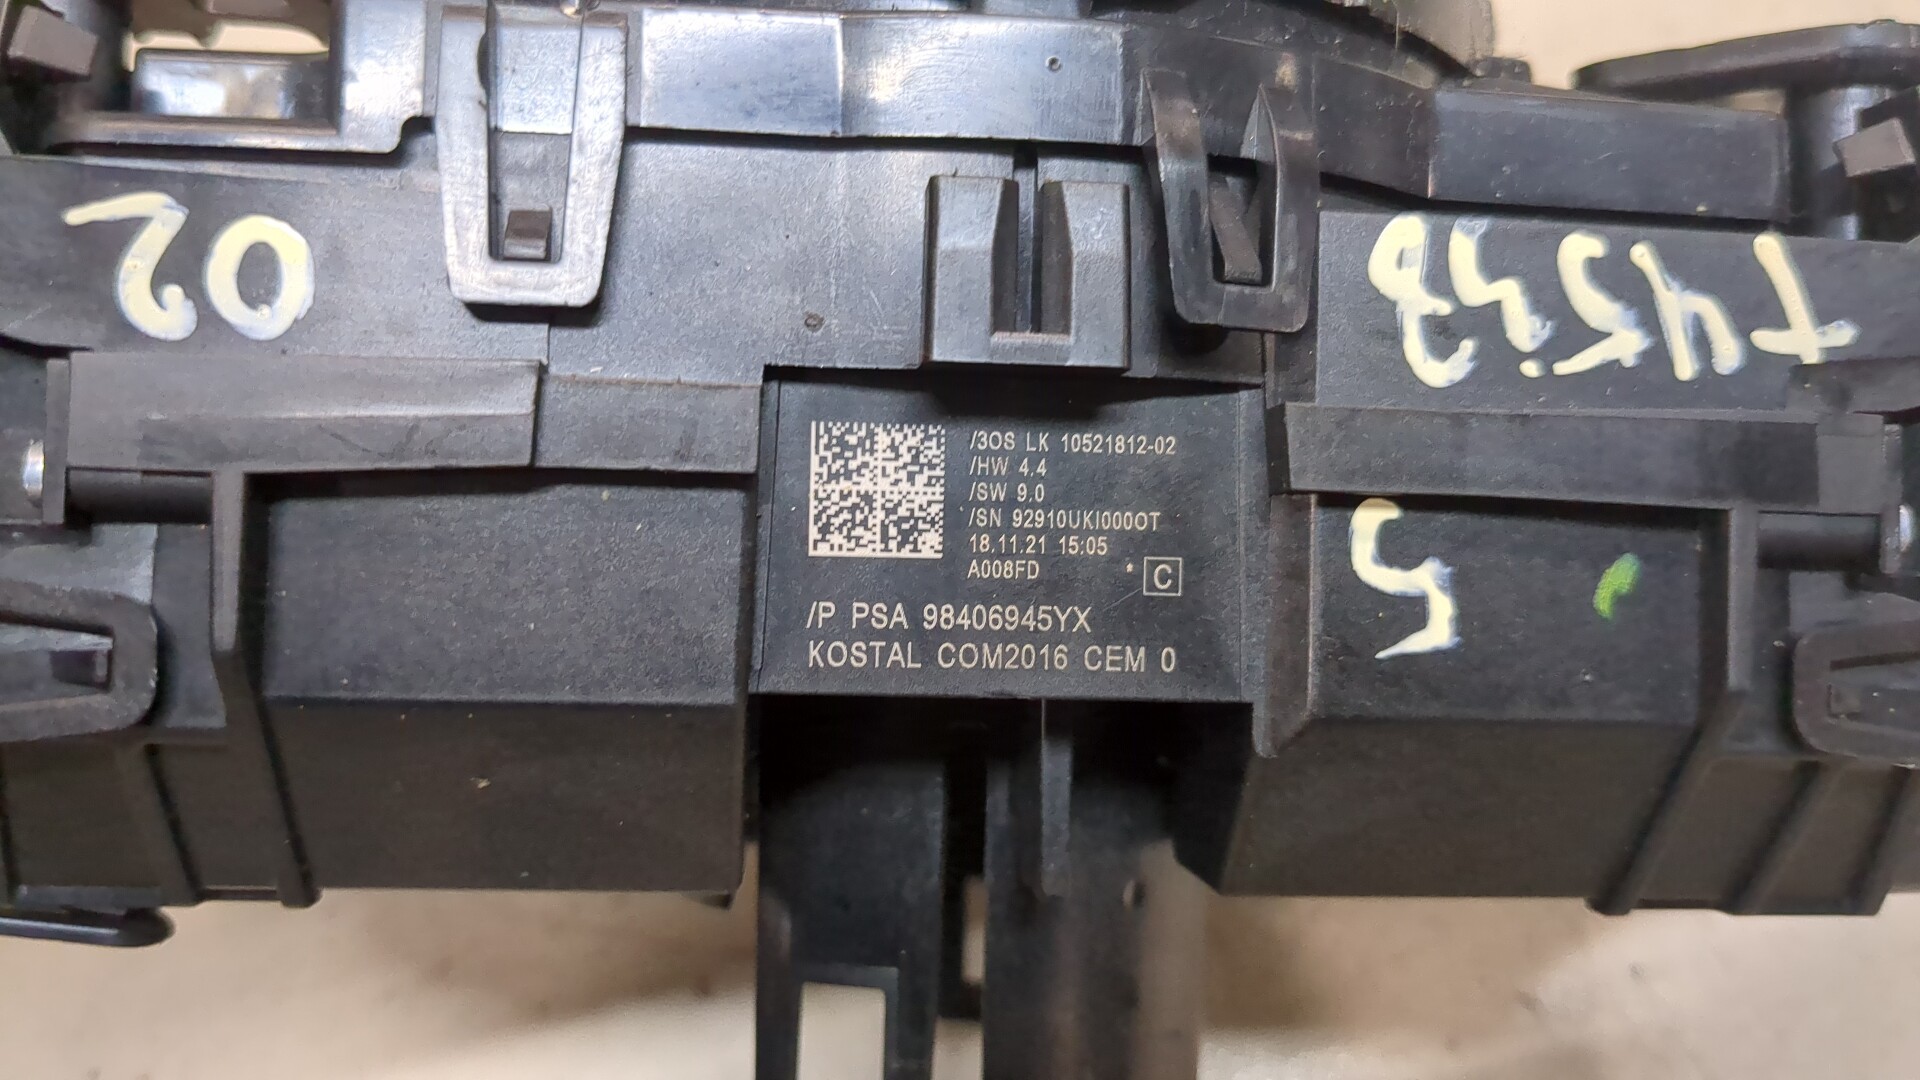 02
/3OS LK 10521812-02
/HW 4.4
/SW 9.0
/SN 92910UKI000OT
18.11.21 15:05
A008FD
* C
/P PSA 98406945YX
KOSTAL COM2016 CEM 0
5